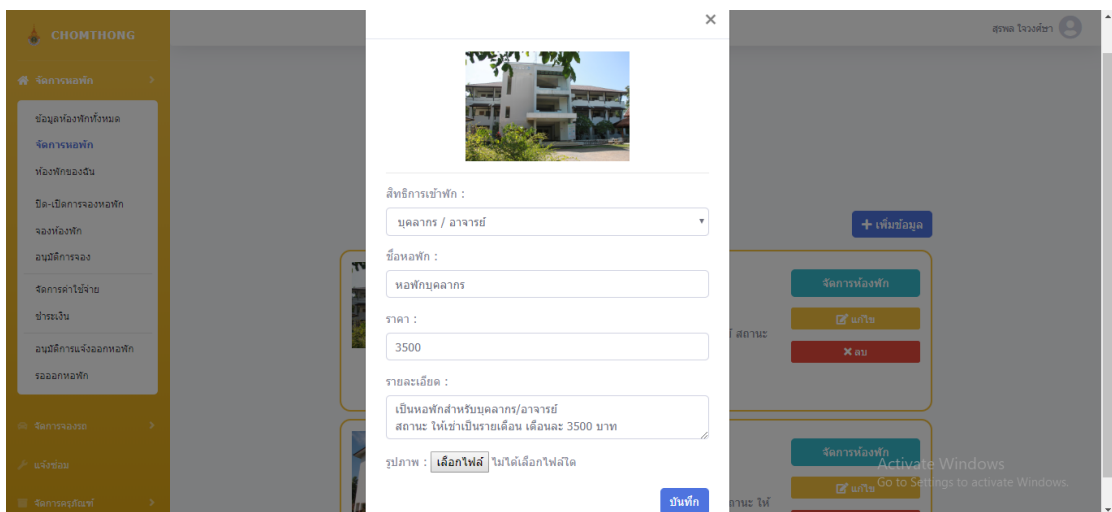 CHOMTHONG
สุรพล ใจวงศ์ษา
×
จัดการหอพัก
ข้อมูลห้องพักทั้งหมด
จัดการหอพัก
ห้องพักของฉัน
ปิด-เปิดการจองหอพัก
จองห้องพัก
อนุมัติการจอง
จัดการค่าใช้จ่าย
ชำระเงิน
อนุมัติการแจ้งออกหอพัก
รอออกหอพัก
จัดการจองรถ
แจ้งซ่อม
จัดการครุภัณฑ์
สิทธิการเข้าพัก :
บุคลากร / อาจารย์
ชื่อหอพัก :
หอพักบุคลากร
ราคา :
3500
รายละเอียด :
เป็นหอพักสำหรับบุคลากร/อาจารย์
สถานะ ให้เช่าเป็นรายเดือน เดือนละ 3500 บาท
รูปภาพ : เลือกไฟล์ ไม่ได้เลือกไฟล์ใด
บันทึก
+ เพิ่มข้อมูล
จัดการห้องพัก
สถานะ
แก้ไข
ลบ
จัดการห้องพัก
แก้ไข
ถานะ ให้
Activate Windows
Go to Settings to activate Windows.